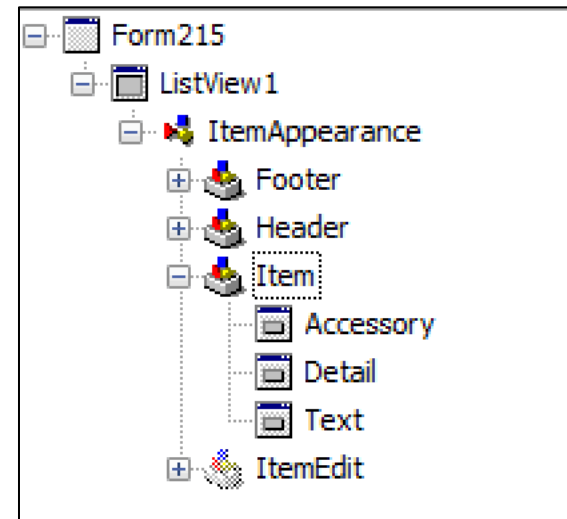 Form215
ListView1
ItemAppearance
Footer
Header
Item
Accessory
Detail
Text
ItemEdit